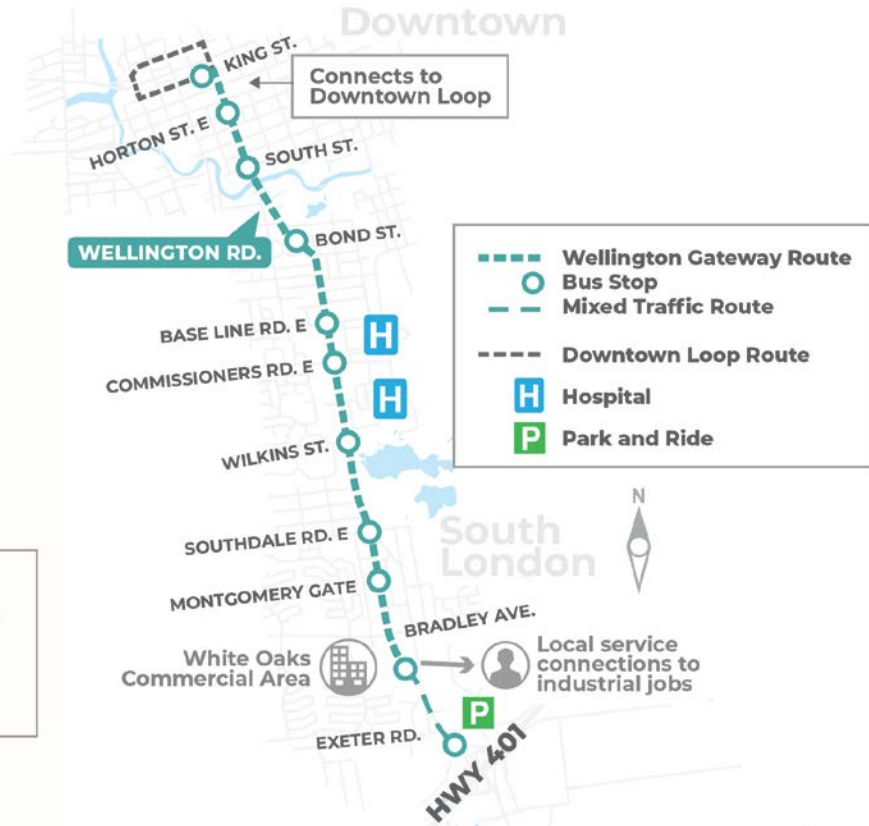 Downtown
KING ST.
Connects to
Downtown Loop
HORTON ST. E
SOUTH ST.
WELLINGTON RD.
BOND ST.
Wellington Gateway Route
Bus Stop
Mixed Traffic Route
Downtown Loop Route
H Hospital
P Park and Ride
BASE LINE RD. E
H
COMMISSIONERS RD. E
H
WILKINS ST.
N
SOUTHDALE RD. E
South
London
MONTGOMERY GATE
BRADLEY AVE.
White Oaks
Commercial Area
Local service
connections to
industrial jobs
P
EXETER RD.
HWY 401